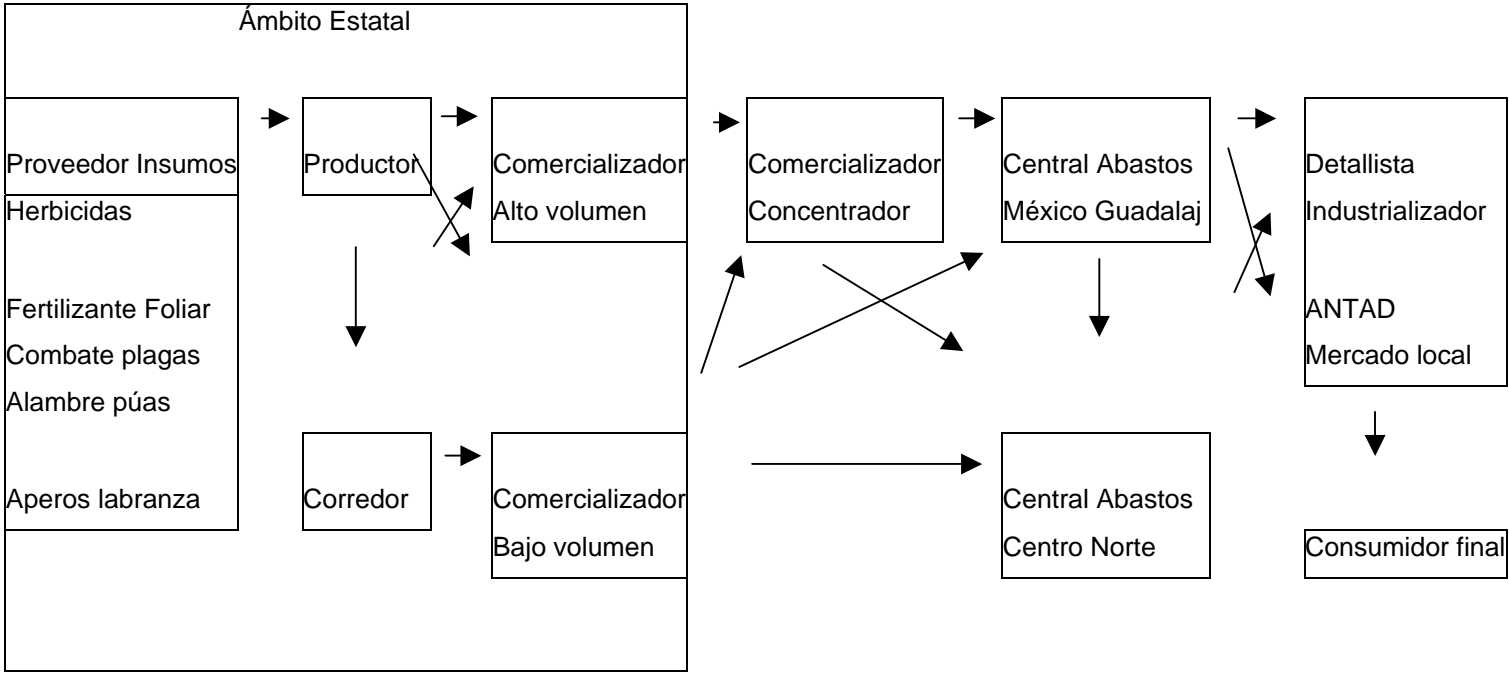 Ámbito Estatal
Proveedor Insumos
Herbicidas
Fertilizante Foliar
Combate plagas
Alambre púas
Aperos labranza
Productor
Corredor
Comercializador
Alto volumen
Comercializador
Bajo volumen
Comercializador
Concentrador
Central Abastos
México Guadalaj
Central Abastos
Centro Norte
Detallista
Industrializador
ANTAD
Mercado local
Consumidor final